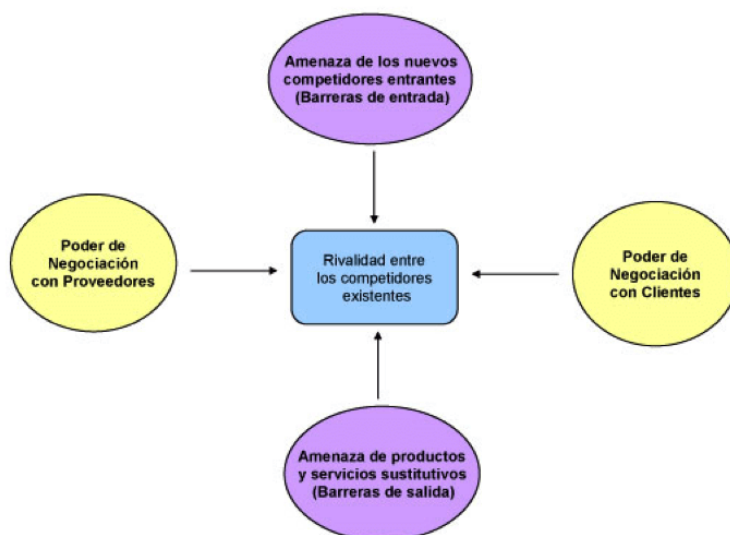 Amenaza de los nuevos
competidores entrantes
(Barreras de entrada)
Poder de
Negociación
con Proveedores
Rivalidad entre
los competidores
existentes
Poder de
Negociación
con Clientes
Amenaza de productos
y servicios sustitutivos
(Barreras de salida)